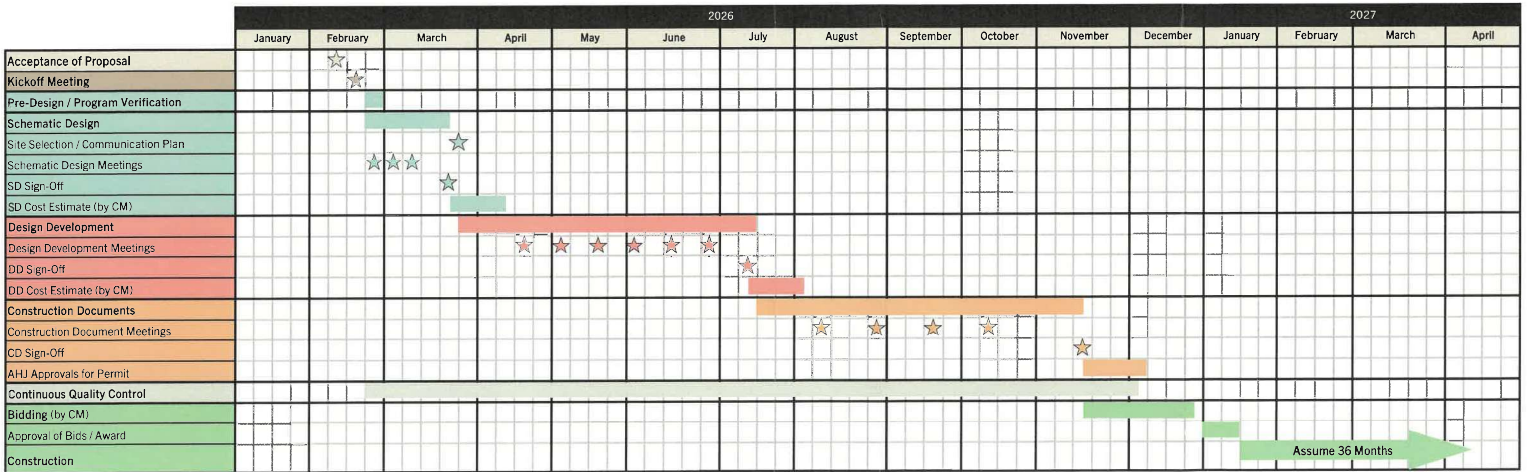 2026 2027
January February March April May June July August September October November December January February March April
Acceptance of Proposal
Kickoff Meeting
Pre-Design / Program Verification
Schematic Design
Site Selection / Communication Plan
Schematic Design Meetings
SD Sign-Off
SD Cost Estimate (by CM)
Design Development
Design Development Meetings
DD Sign-Off
DD Cost Estimate (by CM)
Construction Documents
Construction Document Meetings
CD Sign-Off
AHJ Approvals for Permit
Continuous Quality Control
Bidding (by CM)
Approval of Bids / Award
Construction Assume 36 Months